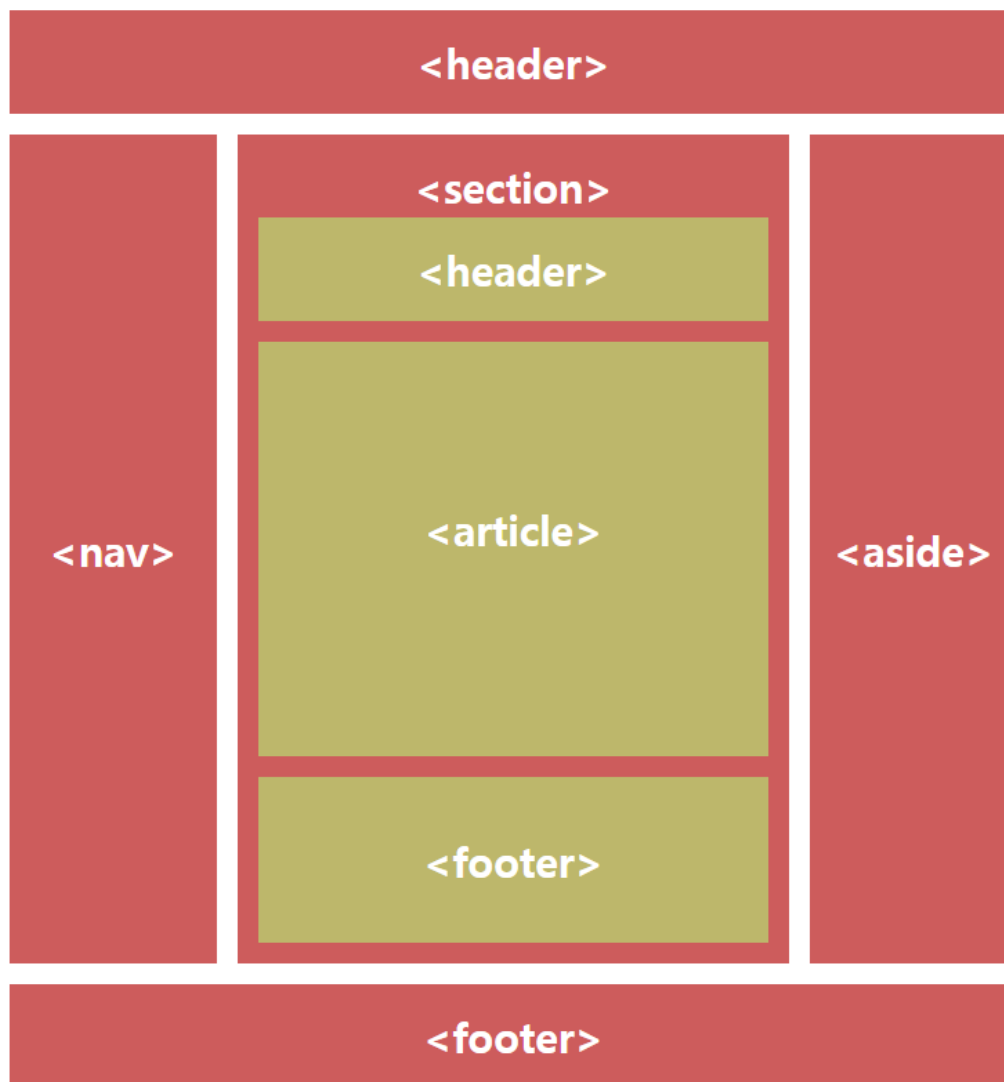 <header>
<nav>
<section>
<header>
<article>
<footer>
<aside>
<footer>